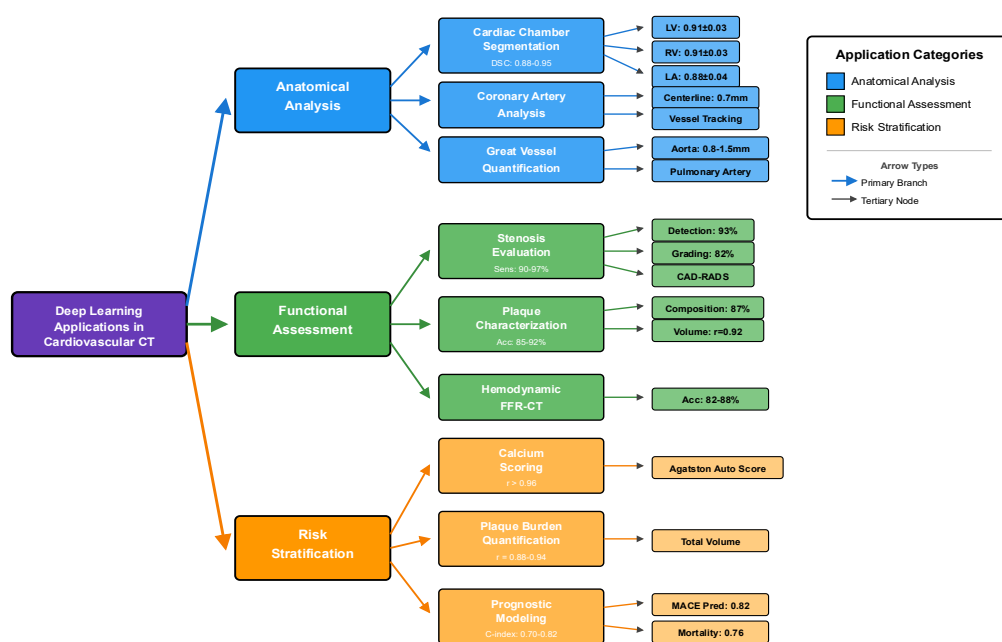 Deep Learning
Applications in
Cardiovascular CT
Anatomical
Analysis
Cardiac Chamber
Segmentation
DSC: 0.88-0.95
LV: 0.91±0.03
RV: 0.91±0.03
LA: 0.88±0.04
Coronary Artery
Analysis
Centerline: 0.7mm
Vessel Tracking
Great Vessel
Quantification
Aorta: 0.8-1.5mm
Pulmonary Artery
Functional
Assessment
Stenosis
Evaluation
Sens: 90-97%
Detection: 93%
Grading: 82%
CAD-RADS
Plaque
Characterization
Acc: 85-92%
Composition: 87%
Volume: r=0.92
Hemodynamic
FFR-CT
Acc: 82-88%
Risk
Stratification
Calcium
Scoring
r > 0.96
Agatston Auto Score
Plaque Burden
Quantification
r = 0.88-0.94
Total Volume
Prognostic
Modeling
C-index: 0.70-0.82
MACE Pred: 0.82
Mortality: 0.76
Application Categories
Anatomical Analysis
Functional Assessment
Risk Stratification
Arrow Types
Primary Branch
Tertiary Node